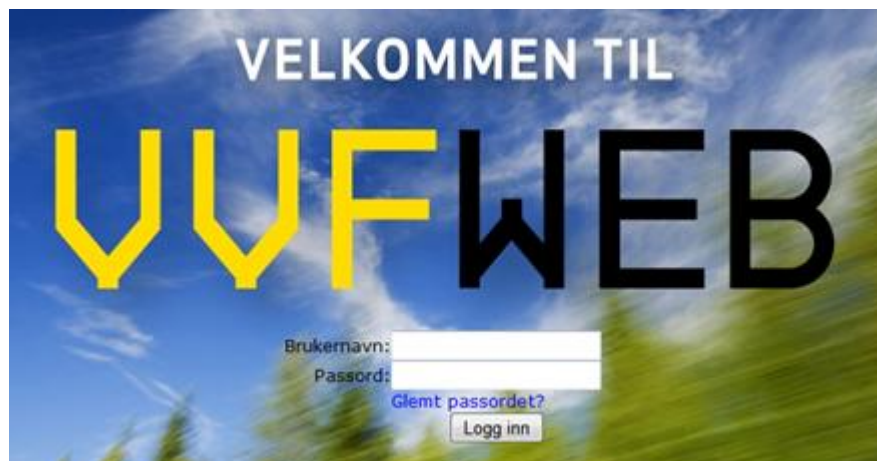 VELKOMMEN TIL
VVFWEB
Brukernavn:
Passord:
Glemt passordet?
Logg inn